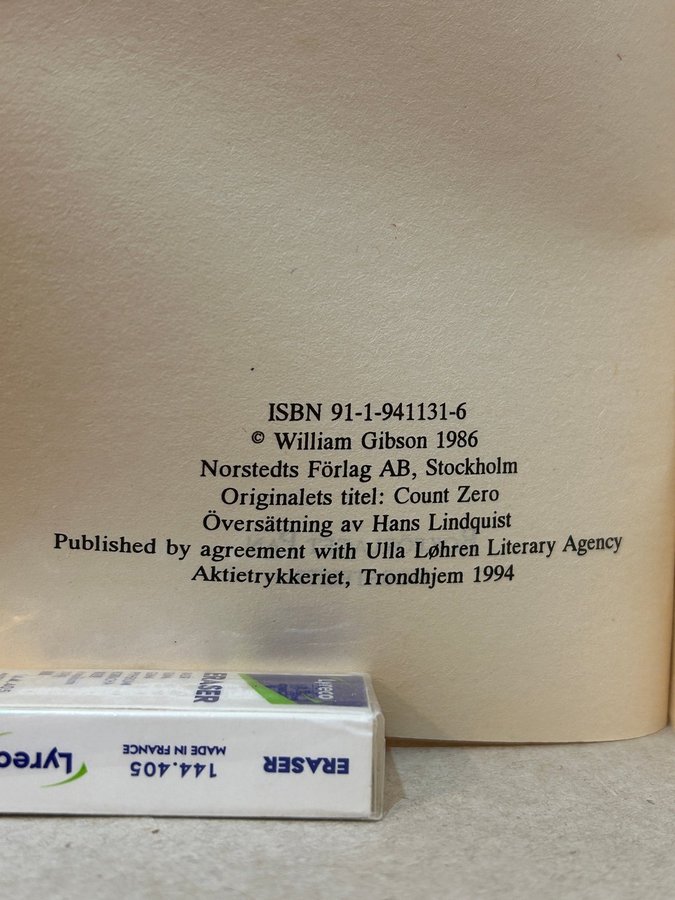 ISBN 91-1-941131-6
© William Gibson 1986
Norstedts Förlag AB, Stockholm
Originalets titel: Count Zero
Översättning av Hans Lindquist
Published by agreement with Ulla Løhren Literary Agency
Aktietrykkeriet, Trondhjem 1994
ERASER
Lyreco
ERASER
144.405
MADE IN FRANCE
Lyreco